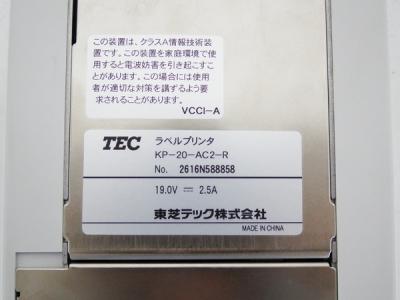 この装置は、クラスA情報技術装
置です。この装置を家庭環境で使
用すると電波妨害を引き起こすこ
とがあります。この場合には使用
者が適切な対策を講ずるよう要
求されることがあります。
VCCI-A
TEC ラベルプリンタ
KP-20-AC2-R
No. 2616N588858
19.0V ⎓ 2.5A
東芝テック株式会社
MADE IN CHINA